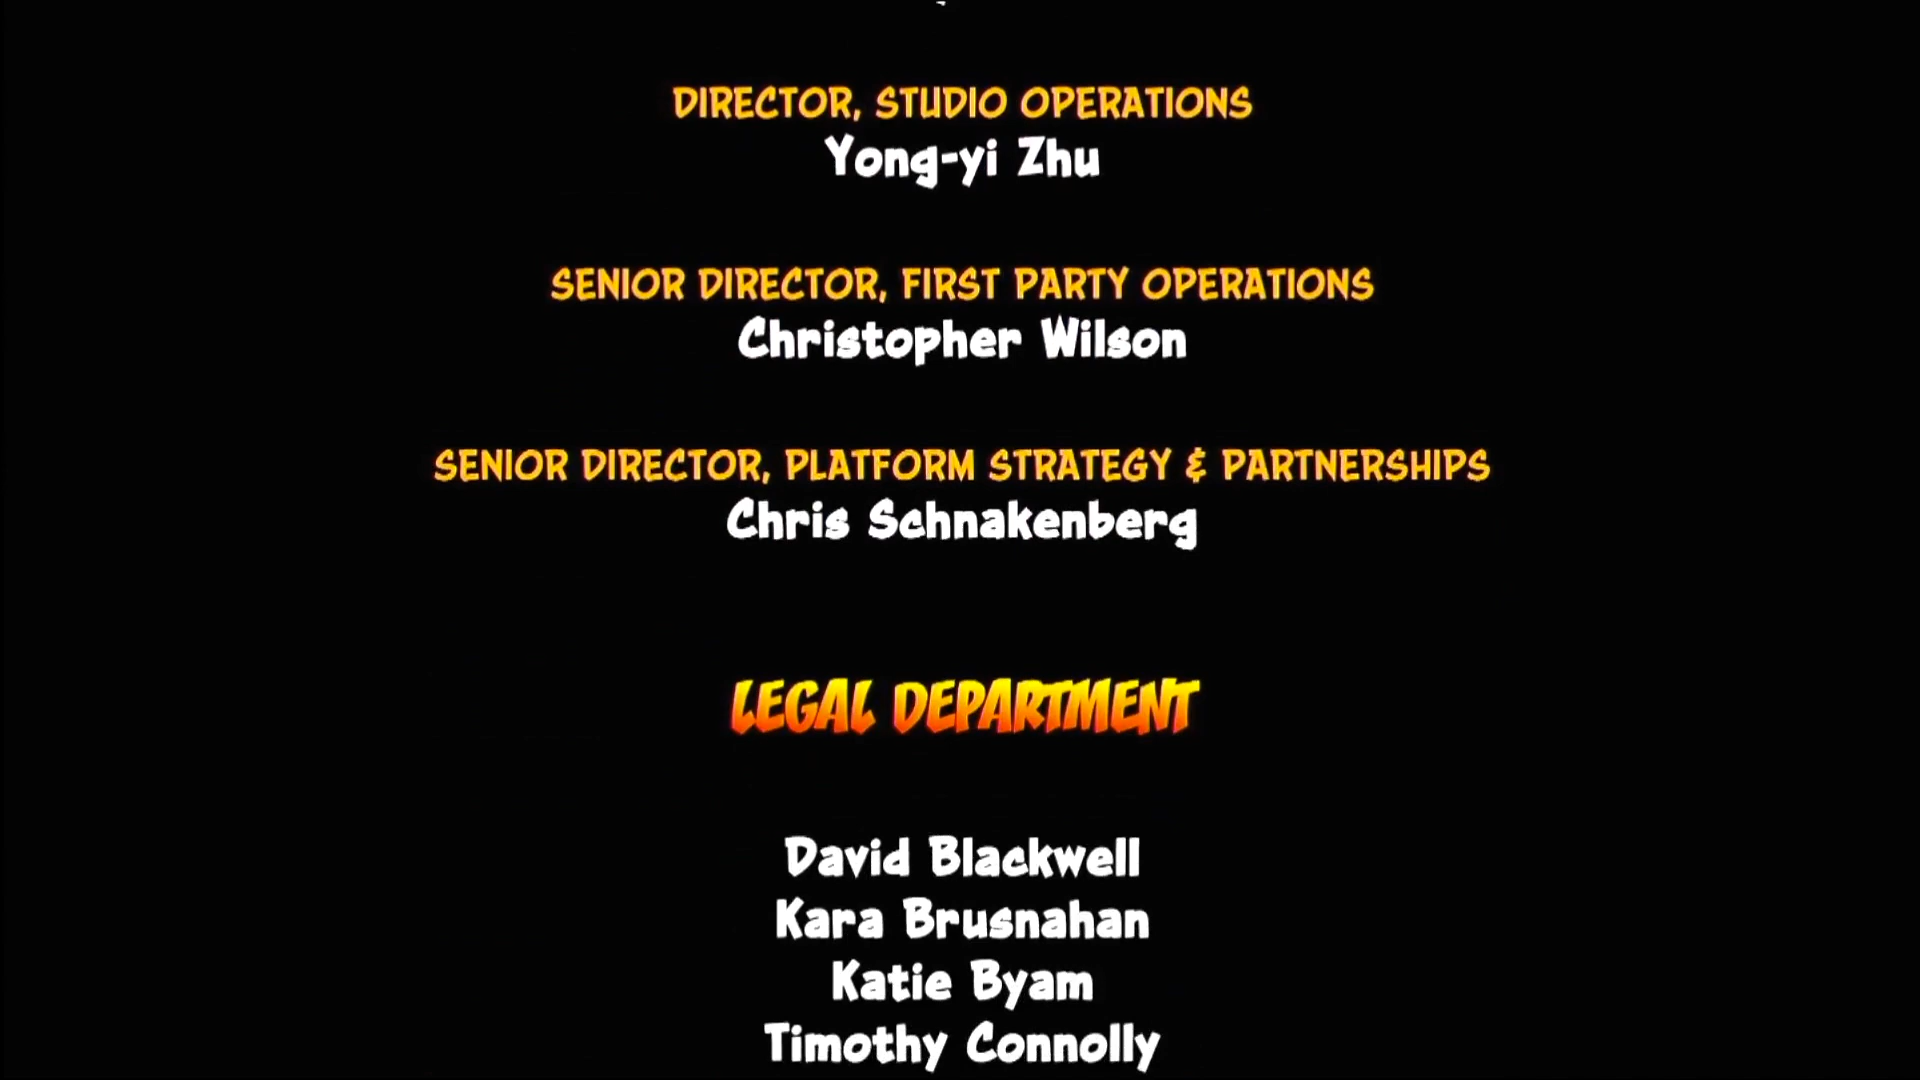 DIRECTOR, STUDIO OPERATIONS
Yong-yi Zhu
SENIOR DIRECTOR, FIRST PARTY OPERATIONS
Christopher Wilson
SENIOR DIRECTOR, PLATFORM STRATEGY & PARTNERSHIPS
Chris Schnakenberg
LEGAL DEPARTMENT
David Blackwell
Kara Brusnahan
Katie Byam
Timothy Connolly